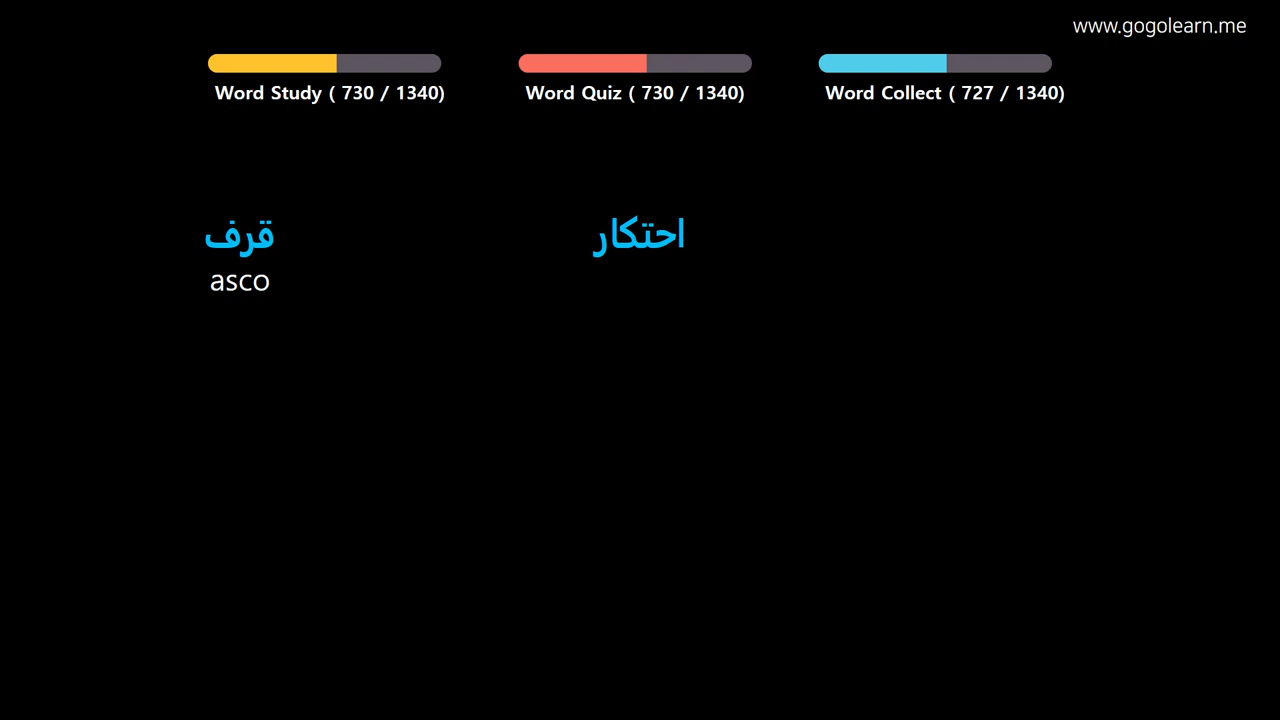 www.gogolearn.me
Word Study ( 730 / 1340)
Word Quiz ( 730 / 1340)
Word Collect ( 727 / 1340)
قرف
احتكار
asco